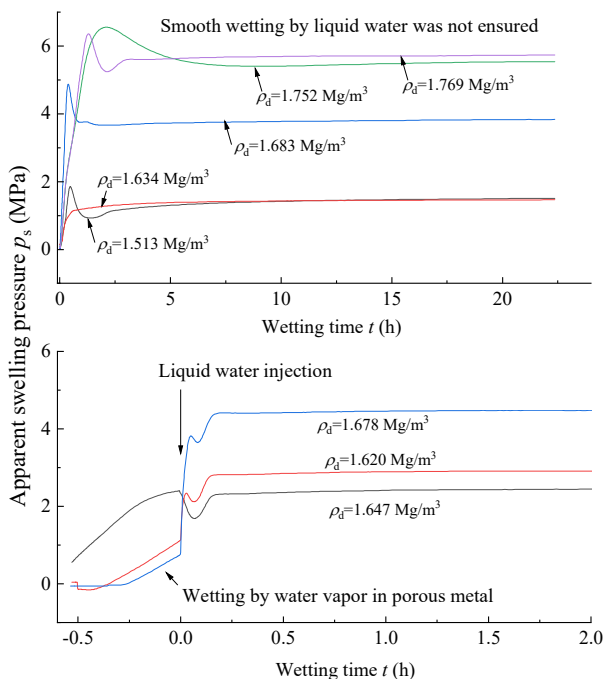 Smooth wetting by liquid water was not ensured
6
4
2
0
ρd=1.752 Mg/m³
ρd=1.769 Mg/m³
ρd=1.683 Mg/m³
ρd=1.634 Mg/m³
ρd=1.513 Mg/m³
0 5 10 15 20
Wetting time t (h)
Apparent swelling pressure ps (MPa)
Liquid water injection
6
4
2
0
ρd=1.678 Mg/m³
ρd=1.620 Mg/m³
ρd=1.647 Mg/m³
Wetting by water vapor in porous metal
-0.5 0.0 0.5 1.0 1.5 2.0
Wetting time t (h)